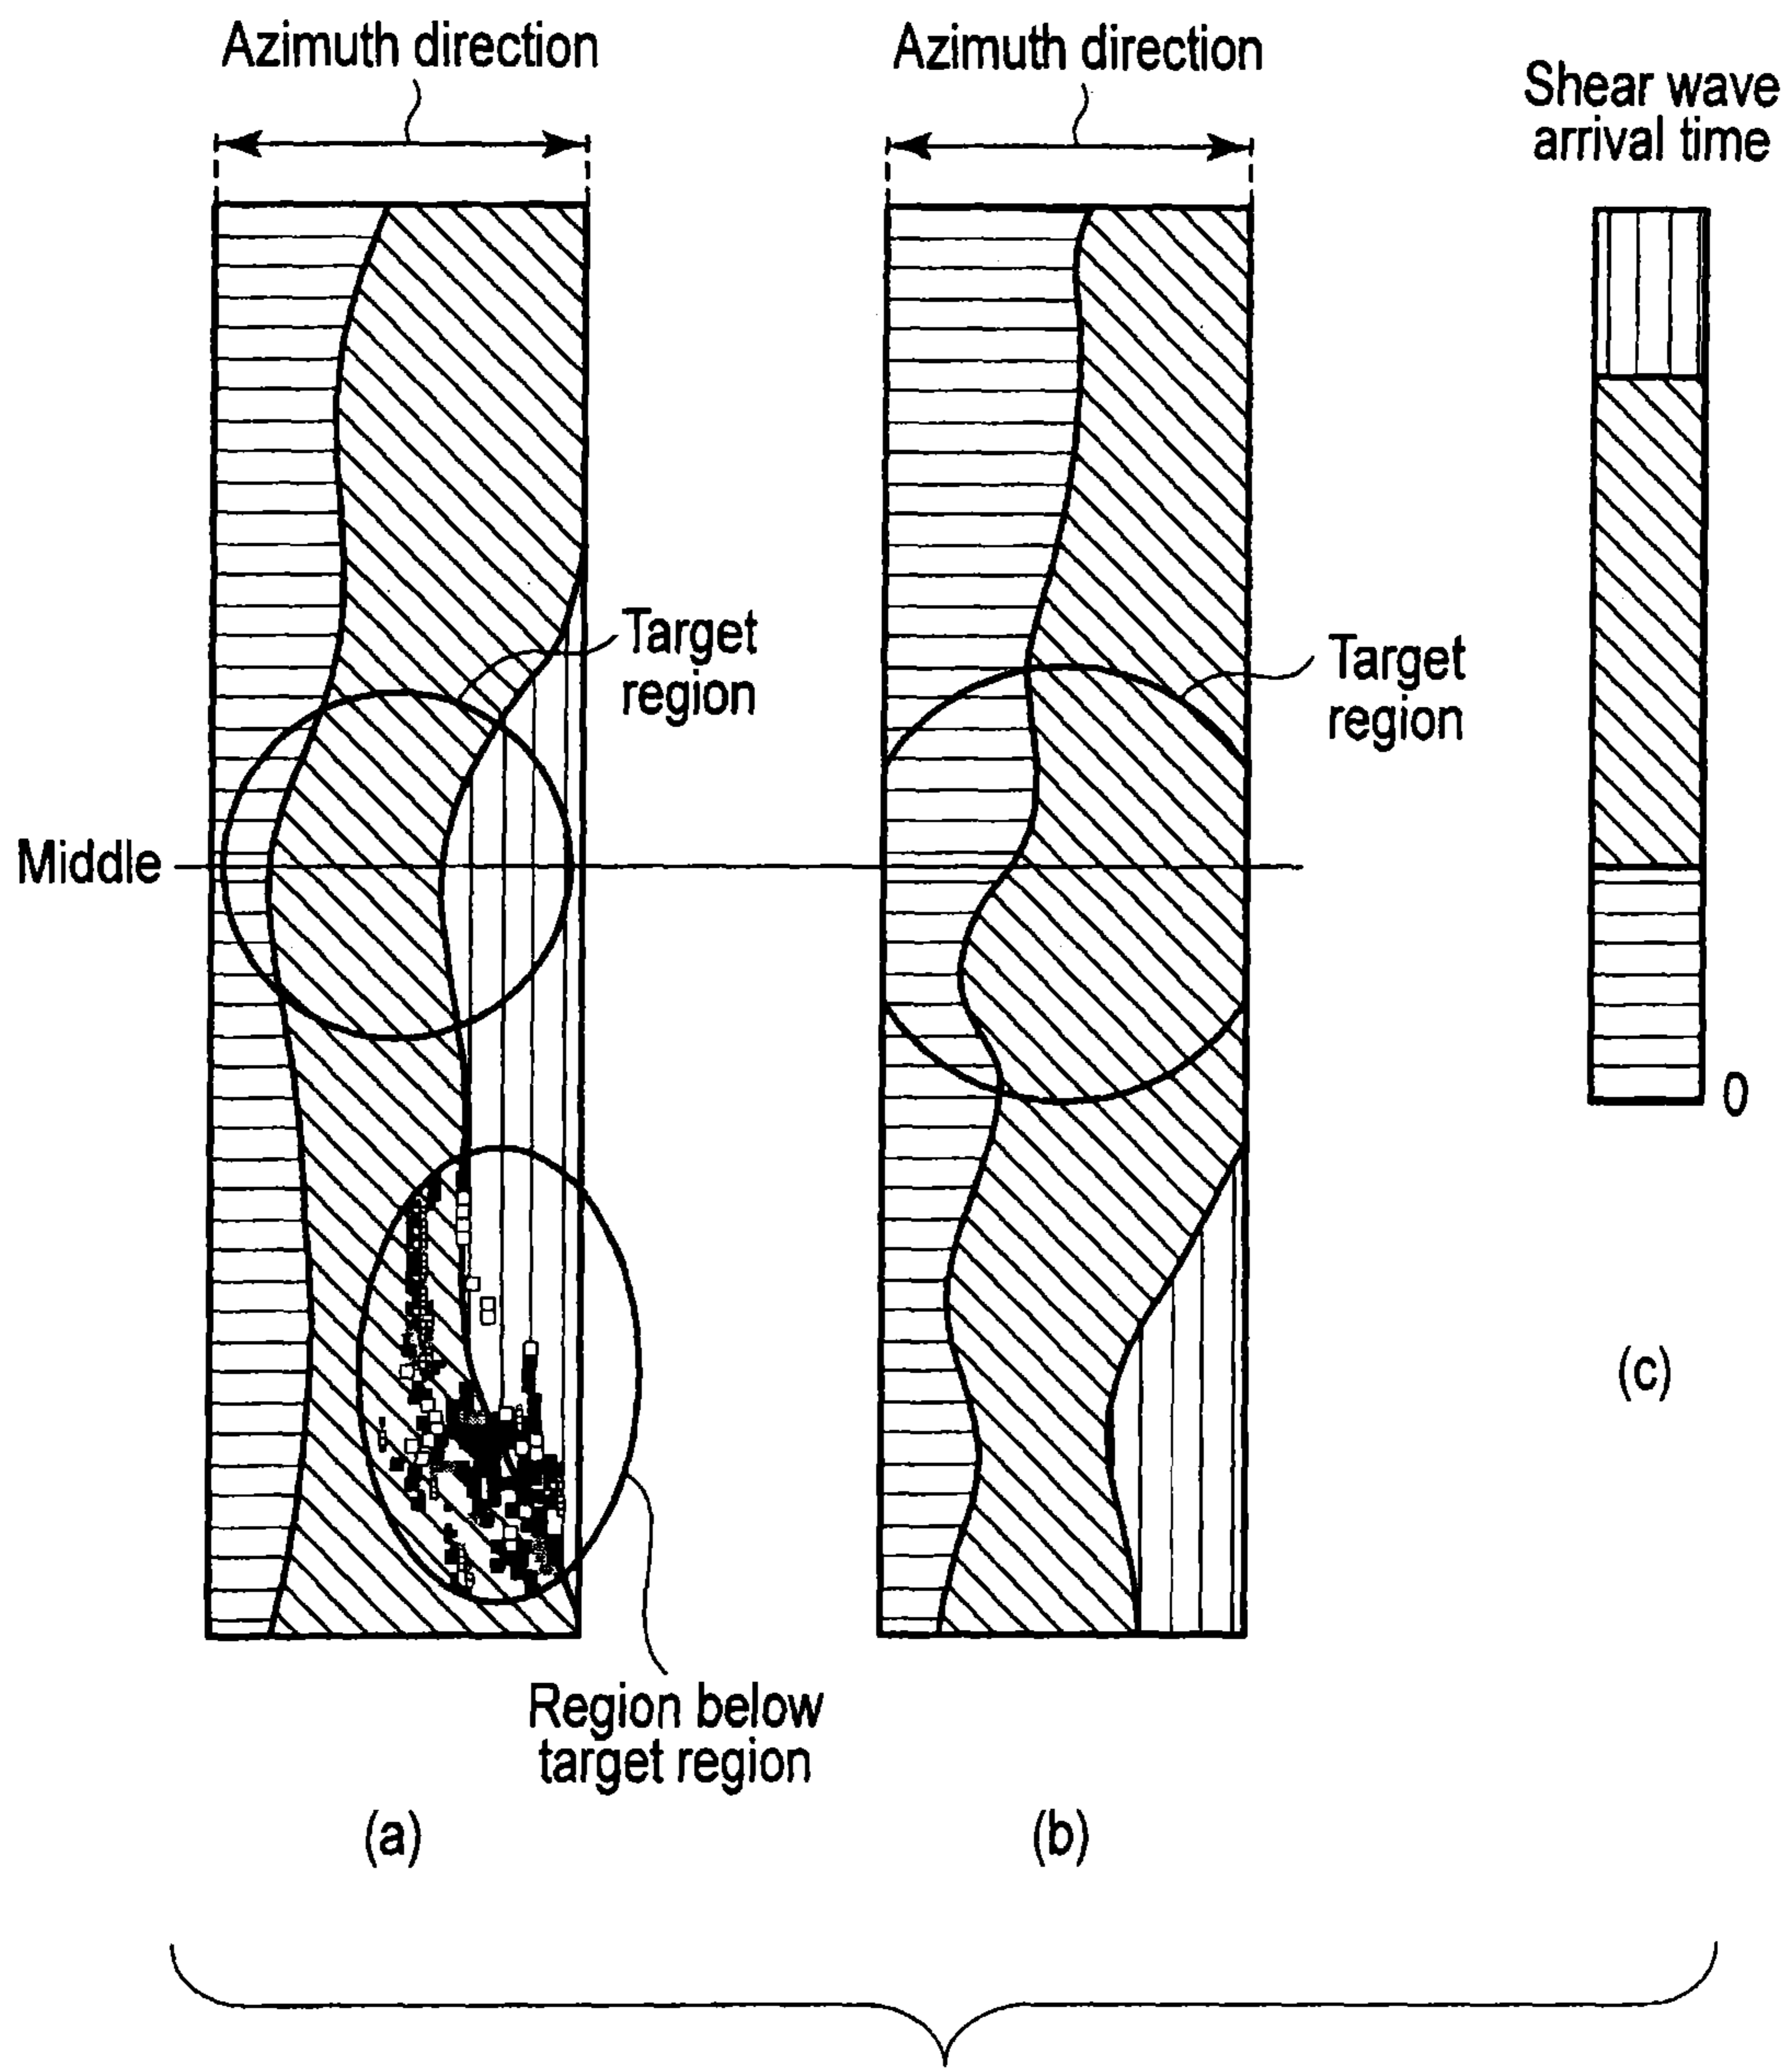 Azimuth direction
Azimuth direction
Shear wave
arrival time
Target
region
Target
region
Middle
0
(c)
Region below
target region
(a)
(b)